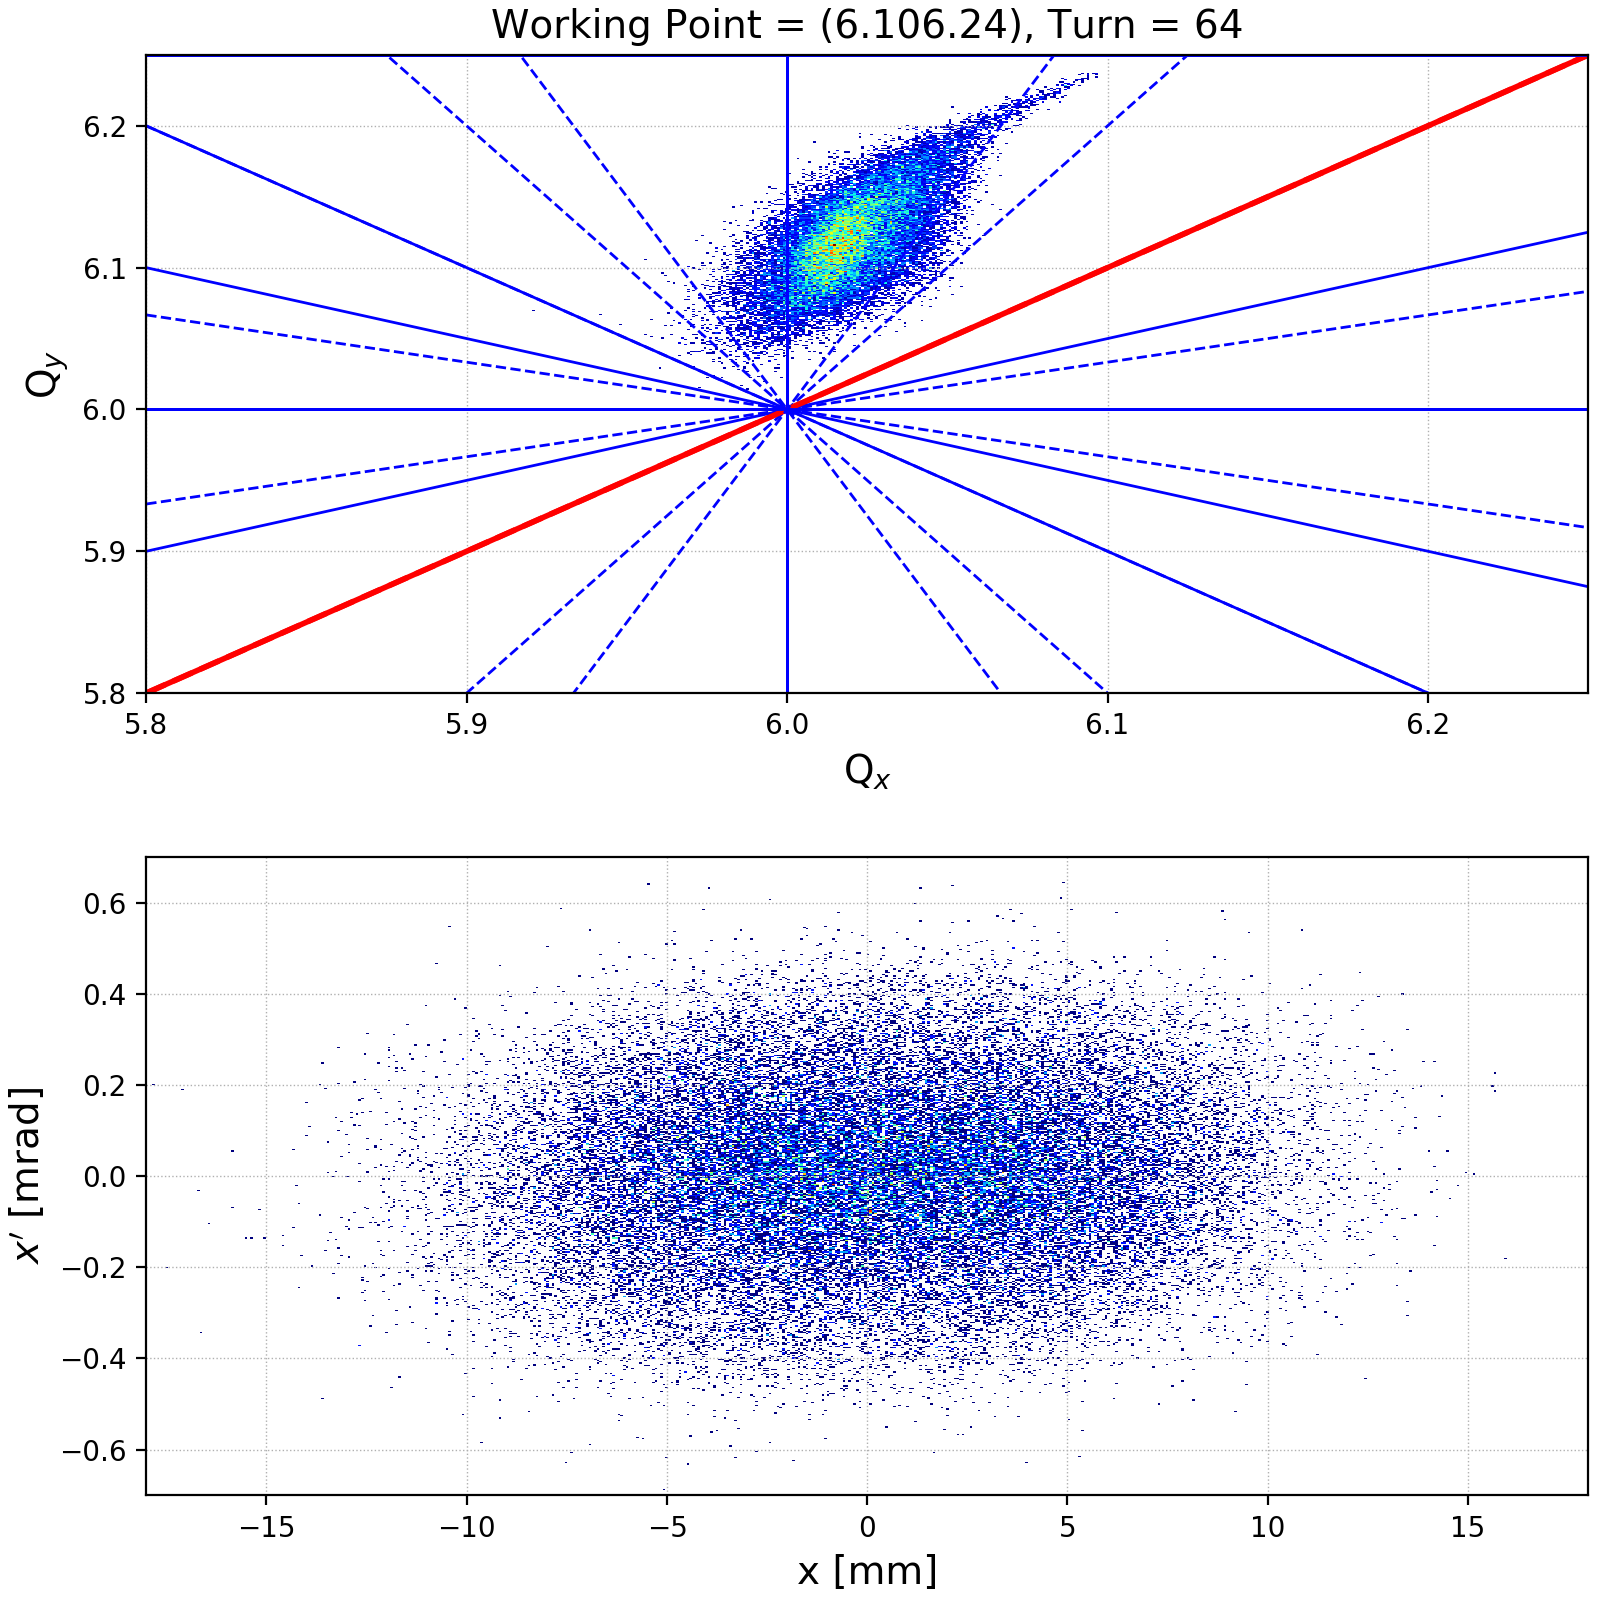 Working Point = (6.106.24), Turn = 64
6.2
6.1
6.0
5.9
5.8
Q_y
5.8 5.9 6.0 6.1 6.2
Q_x
0.6
0.4
0.2
0.0
−0.2
−0.4
−0.6
x′ [mrad]
−15 −10 −5 0 5 10 15
x [mm]